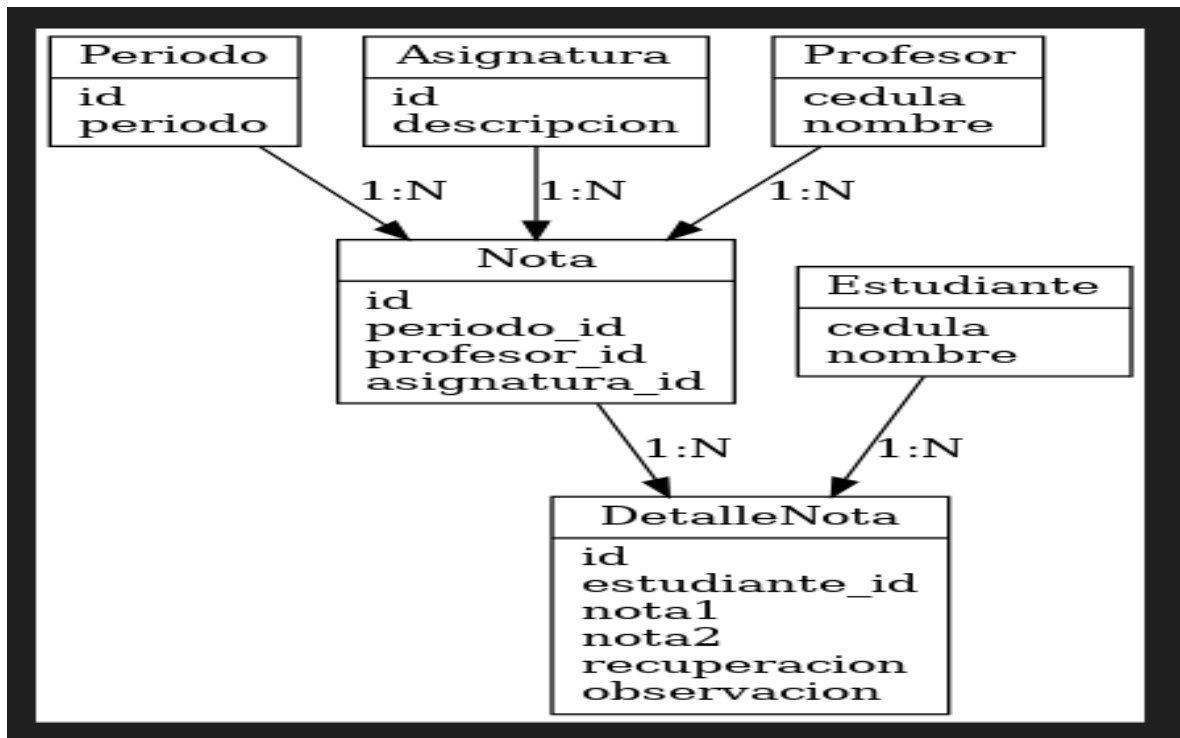 Periodo
id
periodo
Asignatura
id
descripcion
Profesor
cedula
nombre
1:N
1:N
1:N
Nota
id
periodo_id
profesor_id
asignatura_id
Estudiante
cedula
nombre
1:N
1:N
DetalleNota
id
estudiante_id
nota1
nota2
recuperacion
observacion